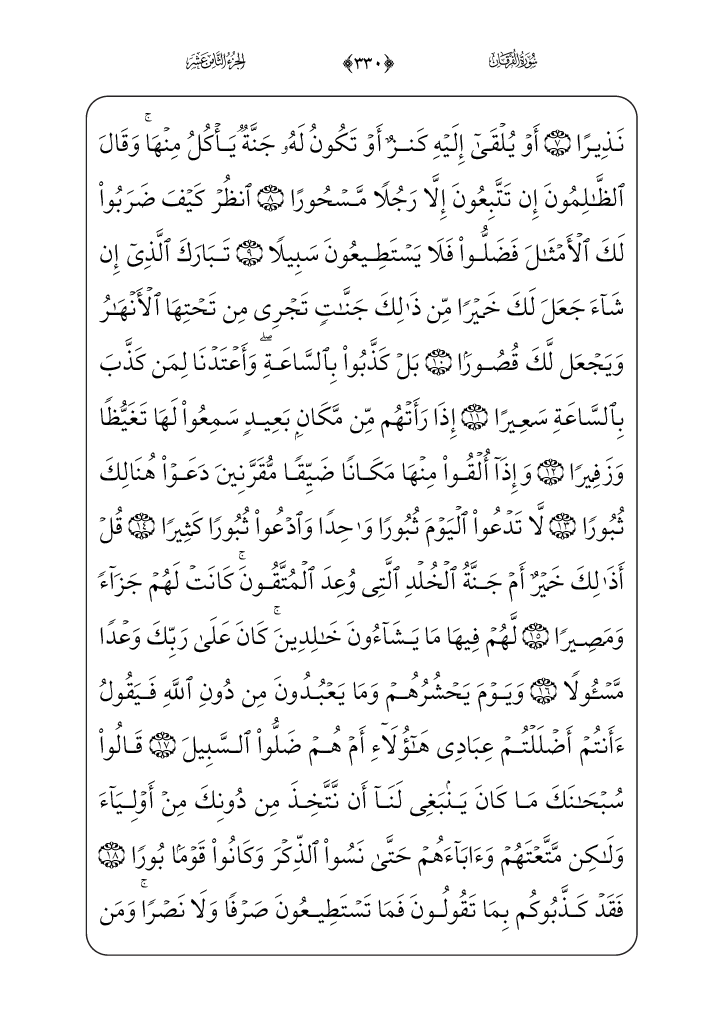 سُورَةُ الْفُرْقَانِ ﴿٣٣٠﴾ الجُزْءُ الثَّامِنَ عَشَرَ
نَذِيرًا ٧ أَوۡ يُلۡقَىٰٓ إِلَيۡهِ كَنزٌ أَوۡ تَكُونُ لَهُۥ جَنَّةٌ يَأۡكُلُ مِنۡهَاۚ وَقَالَ
ٱلظَّٰلِمُونَ إِن تَتَّبِعُونَ إِلَّا رَجُلًا مَّسۡحُورًا ٨ ٱنظُرۡ كَيۡفَ ضَرَبُواْ
لَكَ ٱلۡأَمۡثَٰلَ فَضَلُّواْ فَلَا يَسۡتَطِيعُونَ سَبِيلًا ٩ تَبَارَكَ ٱلَّذِيٓ إِن
شَآءَ جَعَلَ لَكَ خَيۡرًا مِّن ذَٰلِكَ جَنَّٰتٍ تَجۡرِي مِن تَحۡتِهَا ٱلۡأَنۡهَٰرُ
وَيَجۡعَل لَّكَ قُصُورَۢا ١٠ بَلۡ كَذَّبُواْ بِٱلسَّاعَةِۖ وَأَعۡتَدۡنَا لِمَن كَذَّبَ
بِٱلسَّاعَةِ سَعِيرًا ١١ إِذَا رَأَتۡهُم مِّن مَّكَانِۭ بَعِيدٍ سَمِعُواْ لَهَا تَغَيُّظًا
وَزَفِيرًا ١٢ وَإِذَآ أُلۡقُواْ مِنۡهَا مَكَانًا ضَيِّقًا مُّقَرَّنِينَ دَعَوۡاْ هُنَالِكَ
ثُبُورًا ١٣ لَّا تَدۡعُواْ ٱلۡيَوۡمَ ثُبُورًا وَٰحِدًا وَٱدۡعُواْ ثُبُورًا كَثِيرًا ١٤ قُلۡ
أَذَٰلِكَ خَيۡرٌ أَمۡ جَنَّةُ ٱلۡخُلۡدِ ٱلَّتِي وُعِدَ ٱلۡمُتَّقُونَۚ كَانَتۡ لَهُمۡ جَزَآءً
وَمَصِيرًا ١٥ لَّهُمۡ فِيهَا مَا يَشَآءُونَ خَٰلِدِينَۚ كَانَ عَلَىٰ رَبِّكَ وَعۡدًا
مَّسۡـُٔولًا ١٦ وَيَوۡمَ يَحۡشُرُهُمۡ وَمَا يَعۡبُدُونَ مِن دُونِ ٱللَّهِ فَيَقُولُ
ءَأَنتُمۡ أَضۡلَلۡتُمۡ عِبَادِي هَٰٓؤُلَآءِ أَمۡ هُمۡ ضَلُّواْ ٱلسَّبِيلَ ١٧ قَالُواْ
سُبۡحَٰنَكَ مَا كَانَ يَنۢبَغِي لَنَآ أَن نَّتَّخِذَ مِن دُونِكَ مِنۡ أَوۡلِيَآءَ
وَلَٰكِن مَّتَّعۡتَهُمۡ وَءَابَآءَهُمۡ حَتَّىٰ نَسُواْ ٱلذِّكۡرَ وَكَانُواْ قَوۡمَۢا بُورًا ١٨
فَقَدۡ كَذَّبُوكُم بِمَا تَقُولُونَ فَمَا تَسۡتَطِيعُونَ صَرۡفًا وَلَا نَصۡرًاۚ وَمَن